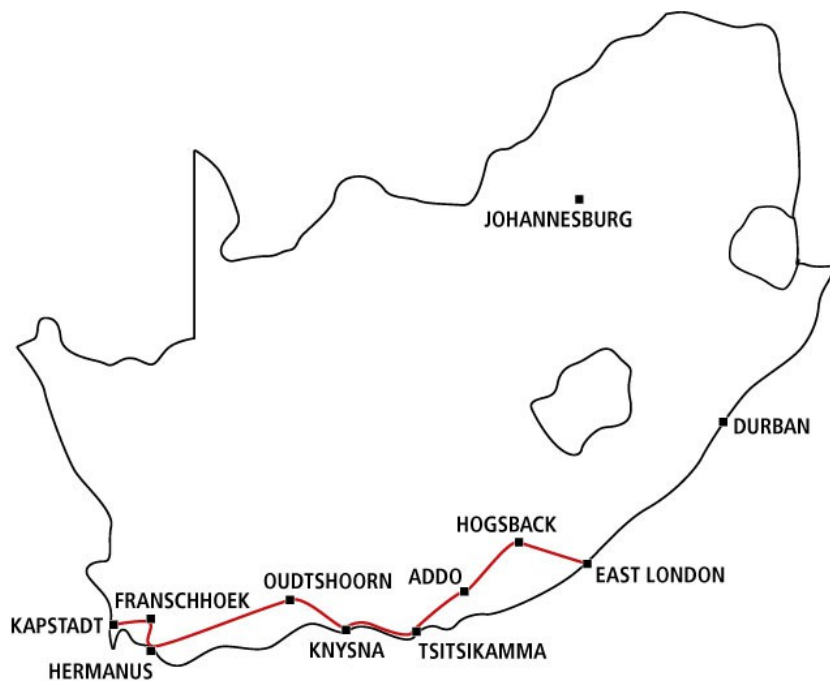 JOHANNESBURG
DURBAN
HOGSBACK
EAST LONDON
ADDO
OUDTSHOORN
FRANSCHHOEK
KAPSTADT
KNYSNA
TSITSIKAMMA
HERMANUS